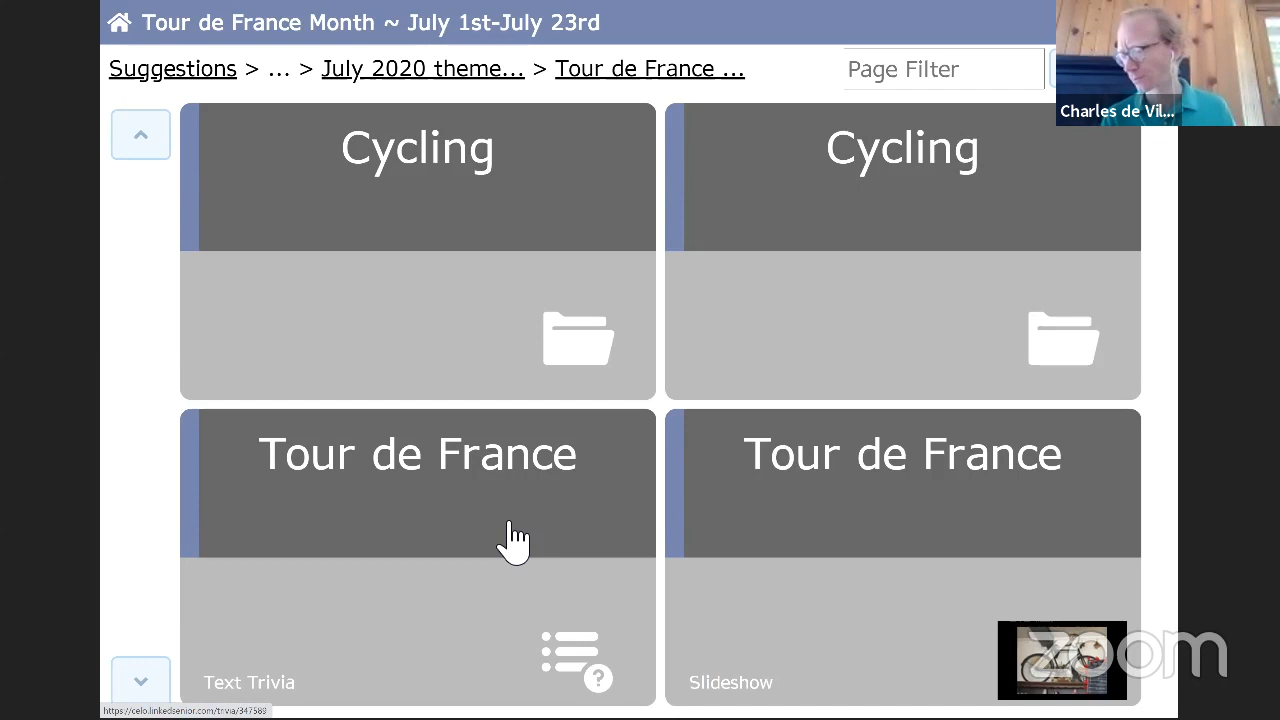 Tour de France Month ~ July 1st-July 23rd
Suggestions > ... > July 2020 theme... > Tour de France ...
Page Filter
Charles de Vil...
Cycling
Cycling
Tour de France
Tour de France
Text Trivia
?
Slideshow
zoom
https://celo.linkedsenior.com/trivia/347589